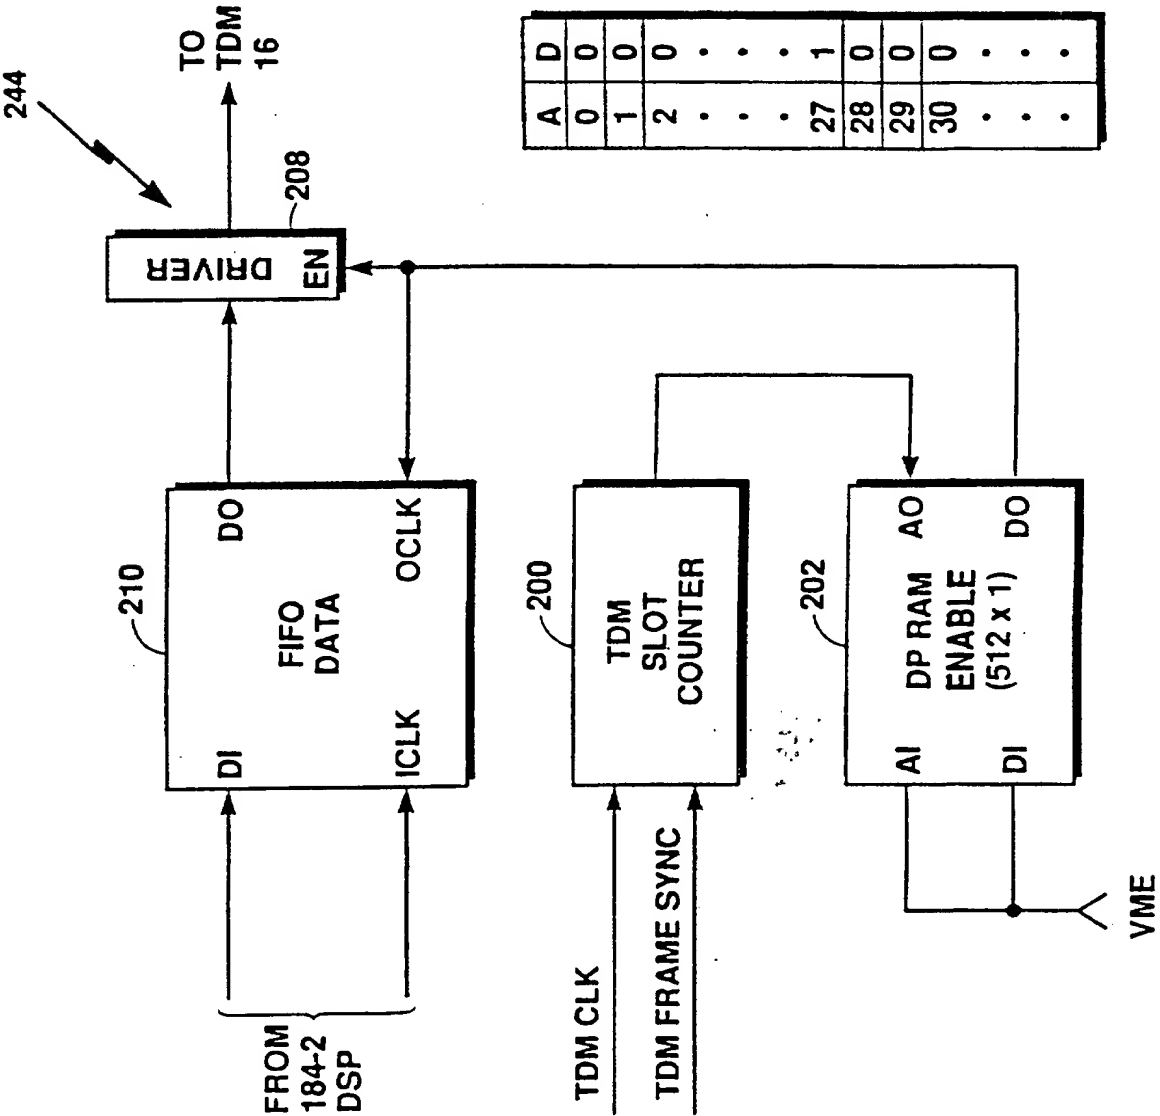 244
TO
TDM
16
DRIVER
EN
208
210
DI
DO
FIFO
DATA
ICLK
OCLK
FROM
184-2
DSP
200
TDM
SLOT
COUNTER
TDM CLK
TDM FRAME SYNC
202
AI
AO
DP RAM
ENABLE
(512 x 1)
DI
DO
VME
A D
0 0
1 0
2 0
· ·
· ·
· ·
27 1
28 0
29 0
30 0
· ·
· ·
· ·